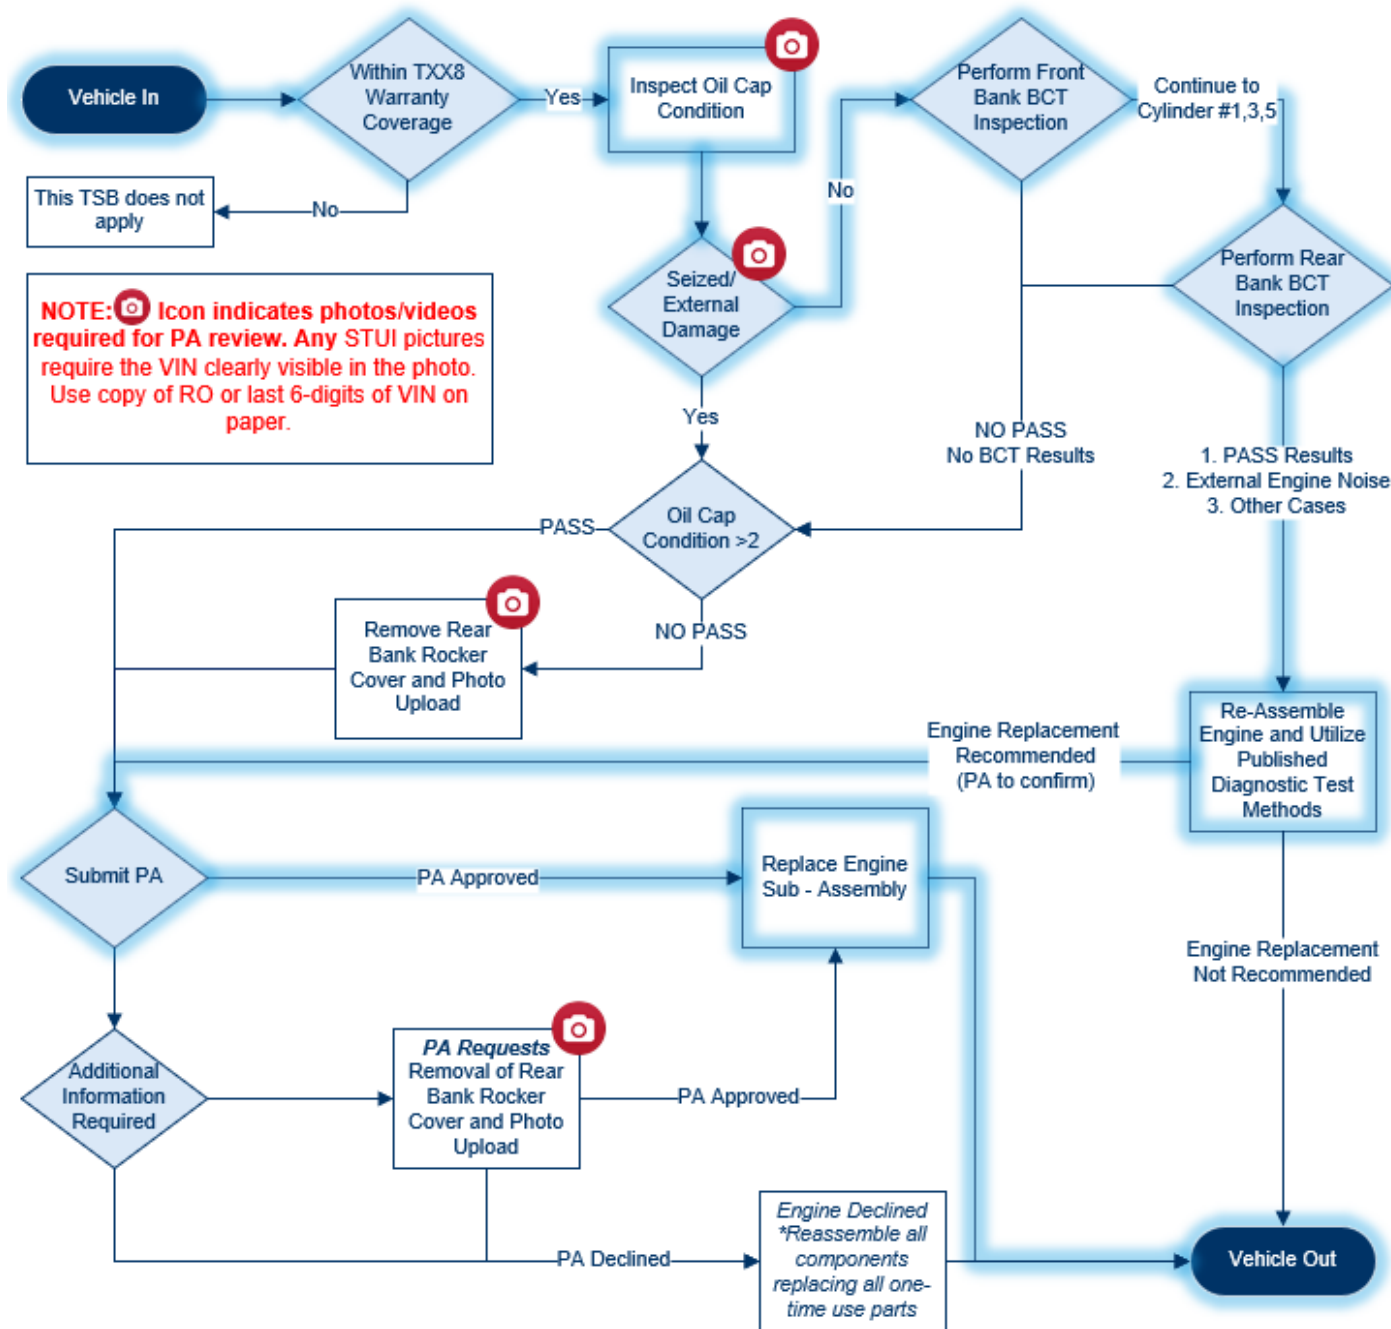 Vehicle In
Within TXX8
Warranty
Coverage
Yes
Inspect Oil Cap
Condition
Perform Front
Bank BCT
Inspection
Continue to
Cylinder #1,3,5
This TSB does not
apply
No
No
Seized/
External
Damage
Perform Rear
Bank BCT
Inspection
NOTE: Icon indicates photos/videos
required for PA review. Any STUI pictures
require the VIN clearly visible in the photo.
Use copy of RO or last 6-digits of VIN on
paper.
Yes
NO PASS
No BCT Results
1. PASS Results
2. External Engine Noise
3. Other Cases
PASS
Oil Cap
Condition >2
NO PASS
Remove Rear
Bank Rocker
Cover and Photo
Upload
Engine Replacement
Recommended
(PA to confirm)
Re-Assemble
Engine and Utilize
Published
Diagnostic Test
Methods
Submit PA
PA Approved
Replace Engine
Sub - Assembly
Engine Replacement
Not Recommended
Additional
Information
Required
PA Requests
Removal of Rear
Bank Rocker
Cover and Photo
Upload
PA Approved
PA Declined
Engine Declined
*Reassemble all
components
replacing all one-
time use parts
Vehicle Out